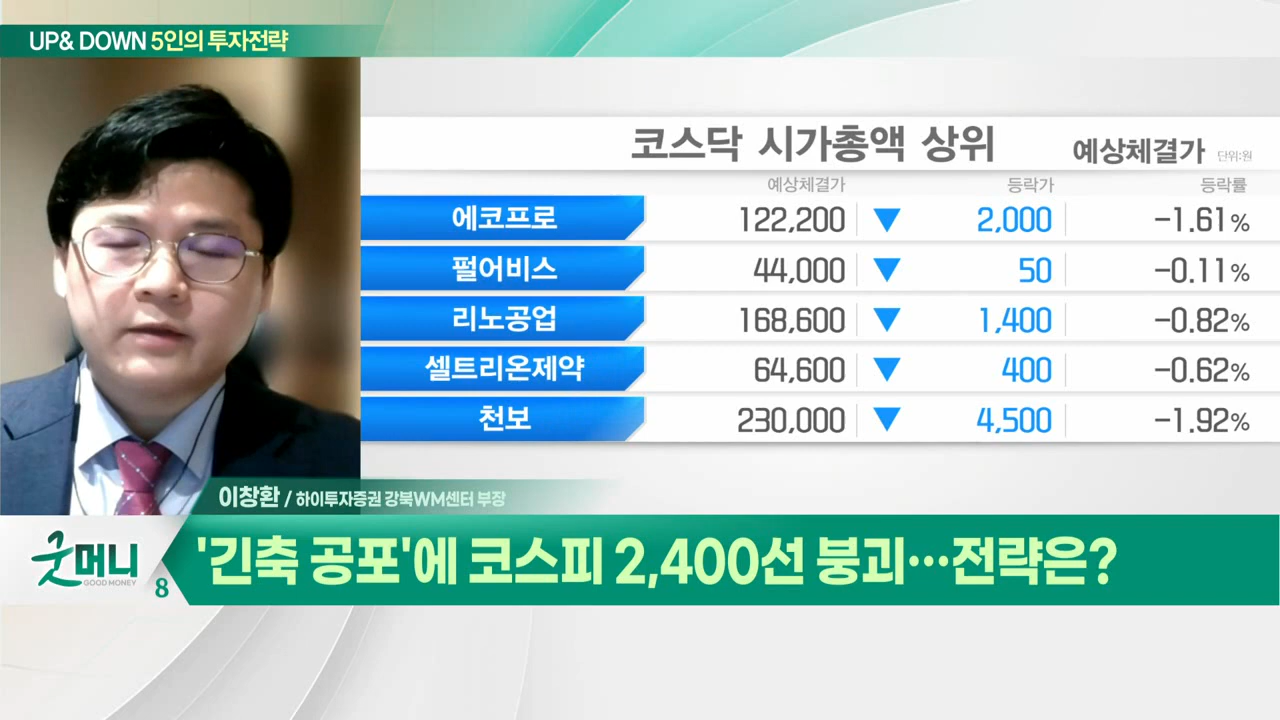 UP& DOWN 5인의 투자전략
코스닥 시가총액 상위 예상체결가 단위:원
예상체결가 등락가 등락률
에코프로 122,200 ▼ 2,000 -1.61%
펄어비스 44,000 ▼ 50 -0.11%
리노공업 168,600 ▼ 1,400 -0.82%
셀트리온제약 64,600 ▼ 400 -0.62%
천보 230,000 ▼ 4,500 -1.92%
이창환 / 하이투자증권 강북WM센터 부장
굿머니
GOOD MONEY
8
'긴축 공포'에 코스피 2,400선 붕괴…전략은?